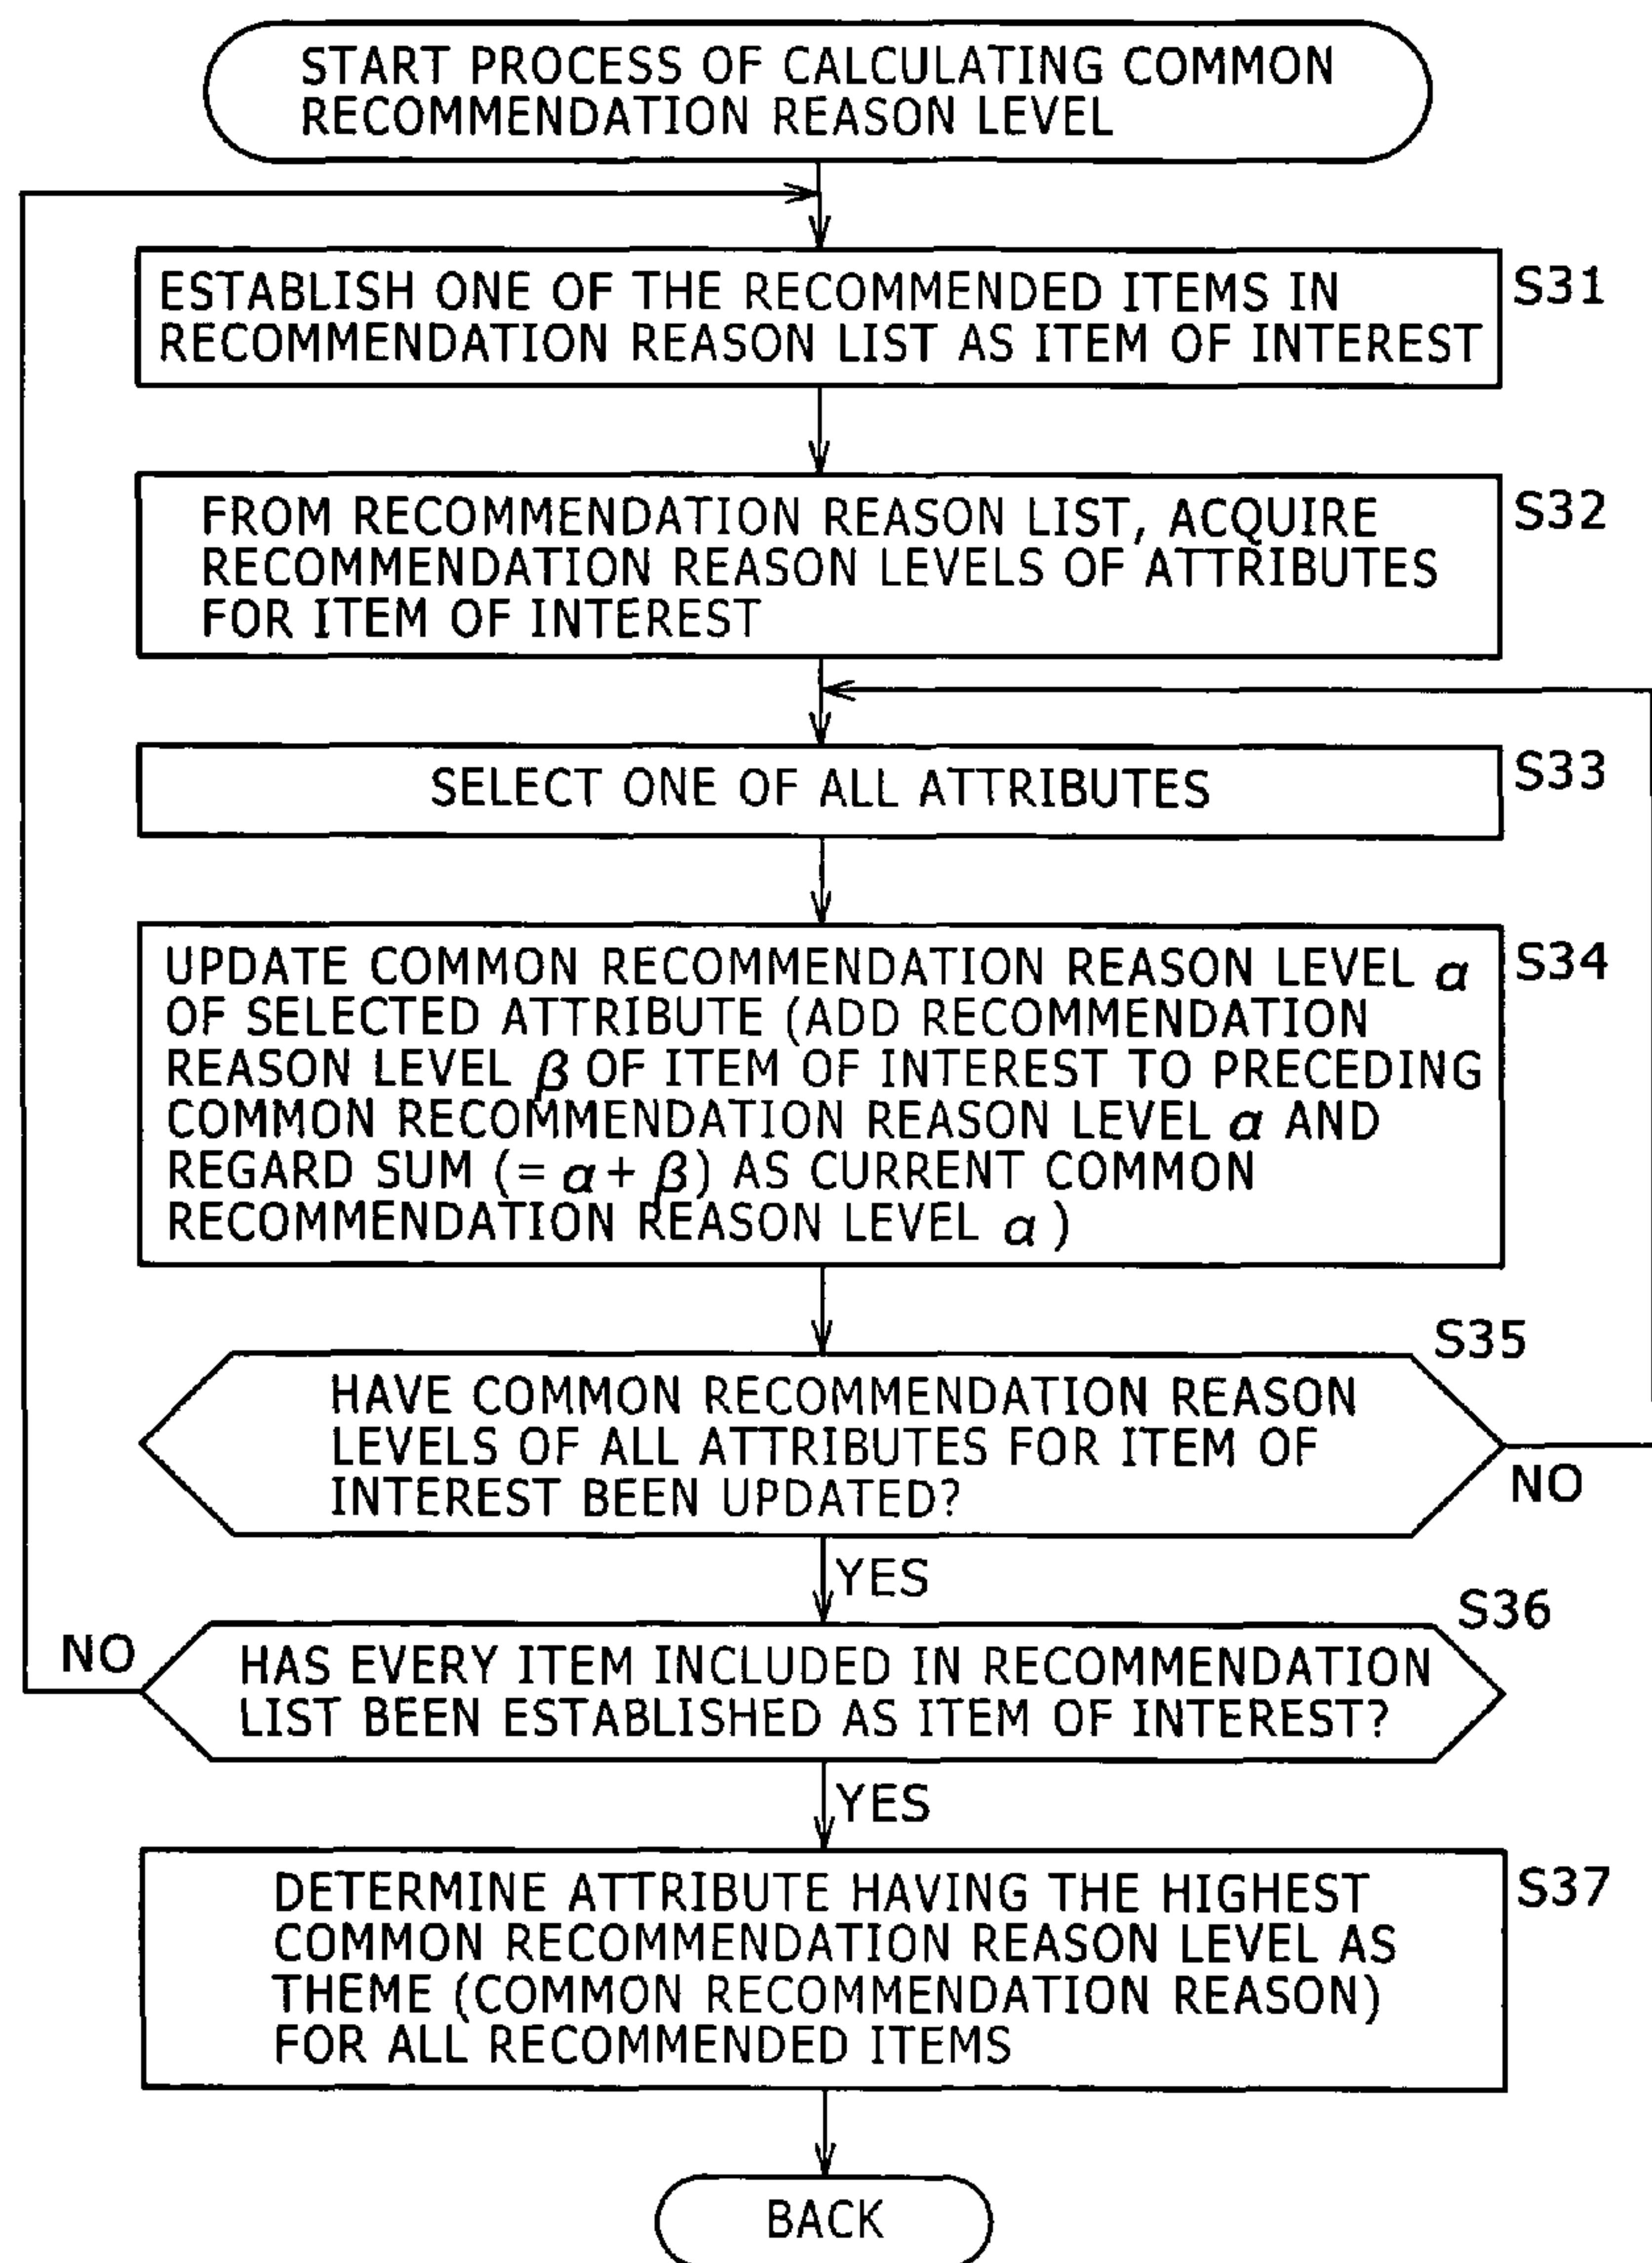 START PROCESS OF CALCULATING COMMON
RECOMMENDATION REASON LEVEL
ESTABLISH ONE OF THE RECOMMENDED ITEMS IN
RECOMMENDATION REASON LIST AS ITEM OF INTEREST
S31
FROM RECOMMENDATION REASON LIST, ACQUIRE
RECOMMENDATION REASON LEVELS OF ATTRIBUTES
FOR ITEM OF INTEREST
S32
SELECT ONE OF ALL ATTRIBUTES
S33
UPDATE COMMON RECOMMENDATION REASON LEVEL α
OF SELECTED ATTRIBUTE (ADD RECOMMENDATION
REASON LEVEL β OF ITEM OF INTEREST TO PRECEDING
COMMON RECOMMENDATION REASON LEVEL α AND
REGARD SUM (= α + β) AS CURRENT COMMON
RECOMMENDATION REASON LEVEL α )
S34
S35
HAVE COMMON RECOMMENDATION REASON
LEVELS OF ALL ATTRIBUTES FOR ITEM OF
INTEREST BEEN UPDATED?
NO
YES
S36
NO
HAS EVERY ITEM INCLUDED IN RECOMMENDATION
LIST BEEN ESTABLISHED AS ITEM OF INTEREST?
YES
DETERMINE ATTRIBUTE HAVING THE HIGHEST
COMMON RECOMMENDATION REASON LEVEL AS
THEME (COMMON RECOMMENDATION REASON)
FOR ALL RECOMMENDED ITEMS
S37
BACK